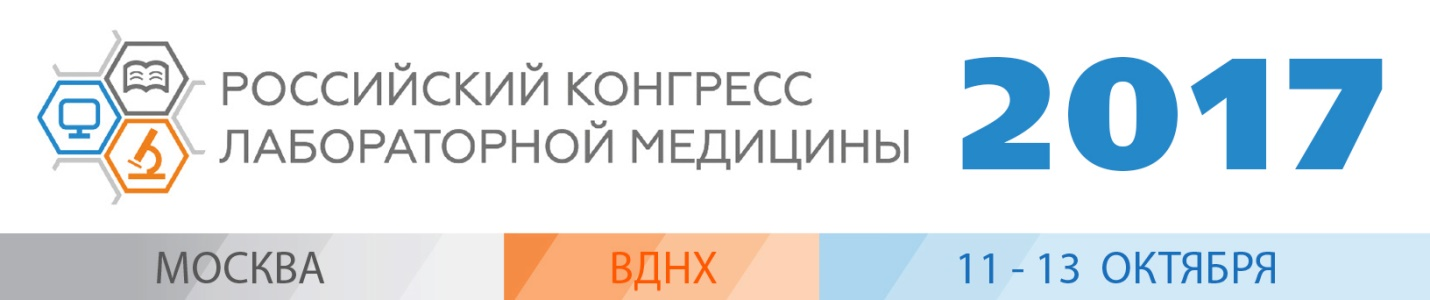 РОССИЙСКИЙ КОНГРЕСС
ЛАБОРАТОРНОЙ МЕДИЦИНЫ
2017
МОСКВА
ВДНХ
11 - 13 ОКТЯБРЯ